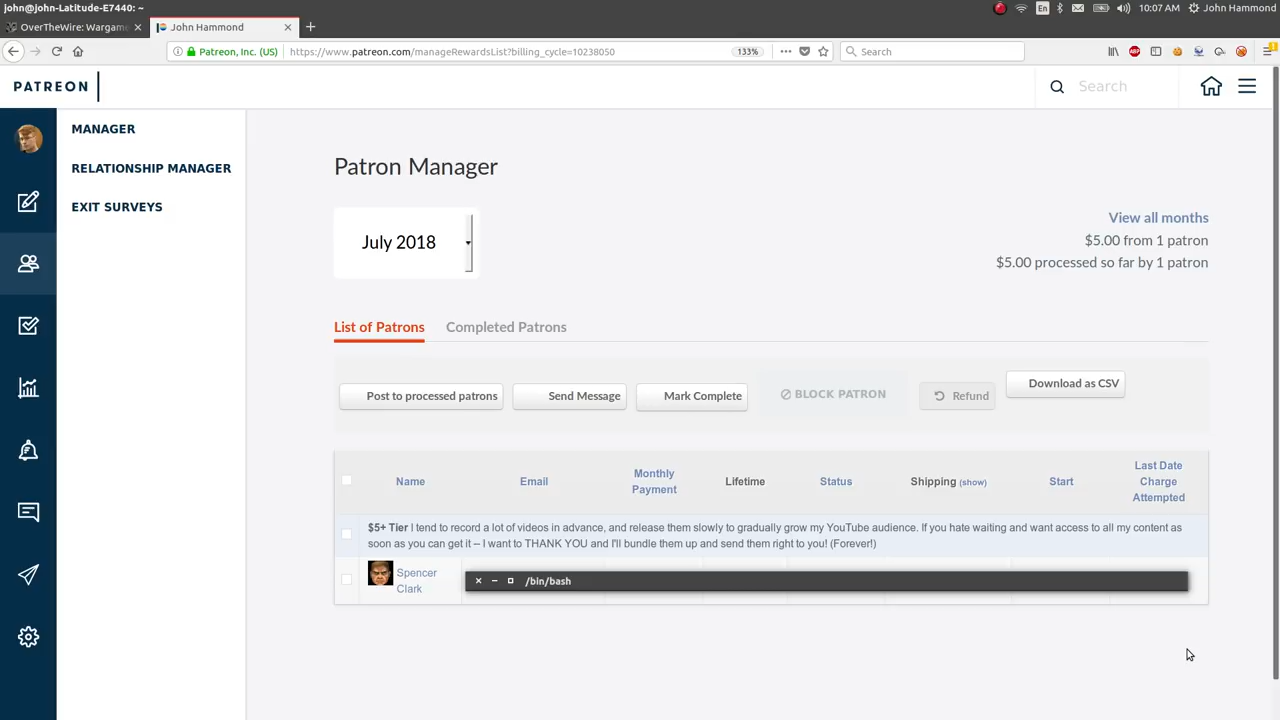 john@john-Latitude-E7440: ~
En
10:07 AM
John Hammond
OverTheWire: Wargam
John Hammond
Patreon, Inc. (US)
https://www.patreon.com/manageRewardsList?billing_cycle=10238050
133%
Search
ABP
PATREON
Search
MANAGER
RELATIONSHIP MANAGER
EXIT SURVEYS
Patron Manager
July 2018
View all months
$5.00 from 1 patron
$5.00 processed so far by 1 patron
List of Patrons
Completed Patrons
Post to processed patrons
Send Message
Mark Complete
BLOCK PATRON
Refund
Download as CSV
Name
Email
Monthly Payment
Lifetime
Status
Shipping (show)
Start
Last Date Charge Attempted
$5+ Tier I tend to record a lot of videos in advance, and release them slowly to gradually grow my YouTube audience. If you hate waiting and want access to all my content as
soon as you can get it – I want to THANK YOU and I'll bundle them up and send them right to you! (Forever!)
Spencer
Clark
/bin/bash